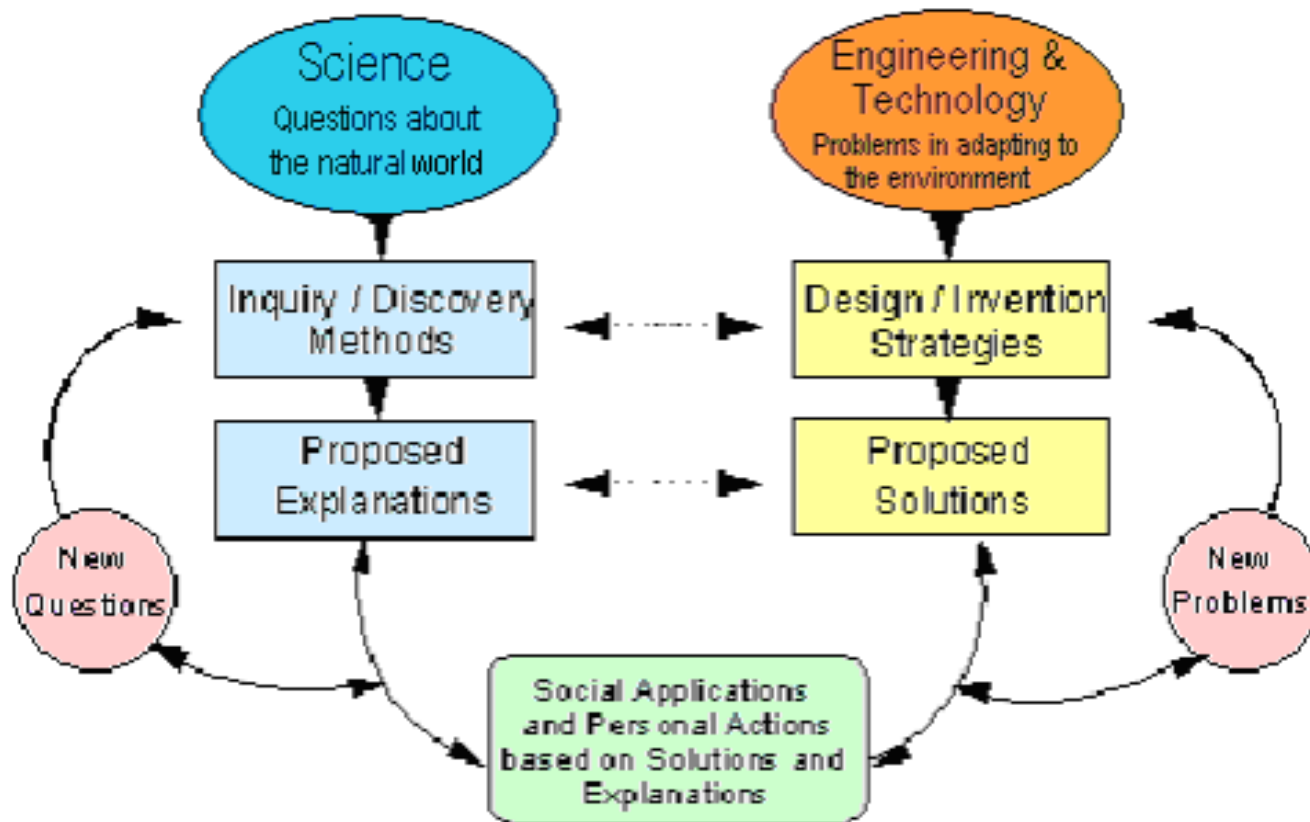 Science
Questions about
the natural world
Engineering &
Technology
Problems in adapting to
the environment
Inquiry / Discovery
Methods
Design / Invention
Strategies
Proposed
Explanations
Proposed
Solutions
New
Questions
New
Problems
Social Applications
and Personal Actions
based on Solutions and
Explanations